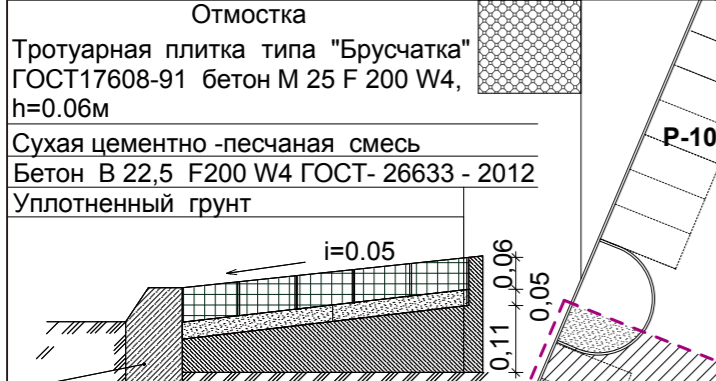 Отмостка
Тротуарная плитка типа "Брусчатка"
ГОСТ17608-91 бетон М 25 F 200 W4,
h=0.06м
Сухая цементно -песчаная смесь
Бетон В 22,5 F200 W4 ГОСТ- 26633 - 2012
Уплотненный грунт
i=0.05
0,06
0,05
0,11
Р-10